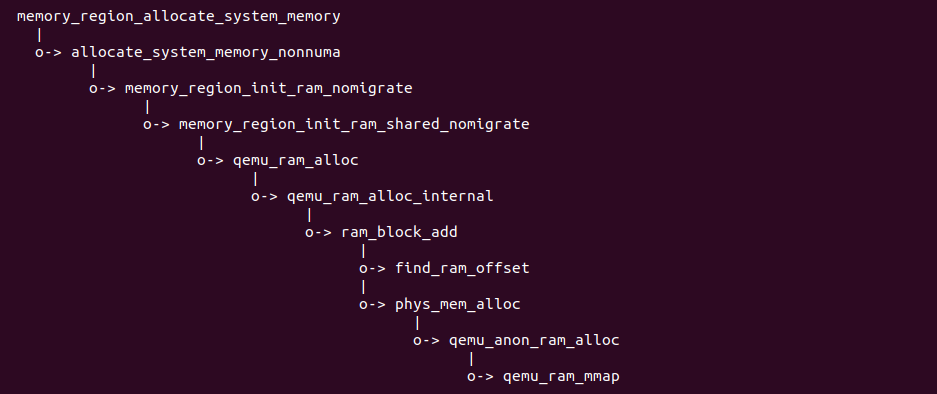 memory_region_allocate_system_memory
  |
  o-> allocate_system_memory_nonnuma
        |
        o-> memory_region_init_ram_nomigrate
              |
              o-> memory_region_init_ram_shared_nomigrate
                    |
                    o-> qemu_ram_alloc
                          |
                          o-> qemu_ram_alloc_internal
                                |
                                o-> ram_block_add
                                      |
                                      o-> find_ram_offset
                                      |
                                      o-> phys_mem_alloc
                                            |
                                            o-> qemu_anon_ram_alloc
                                                  |
                                                  o-> qemu_ram_mmap